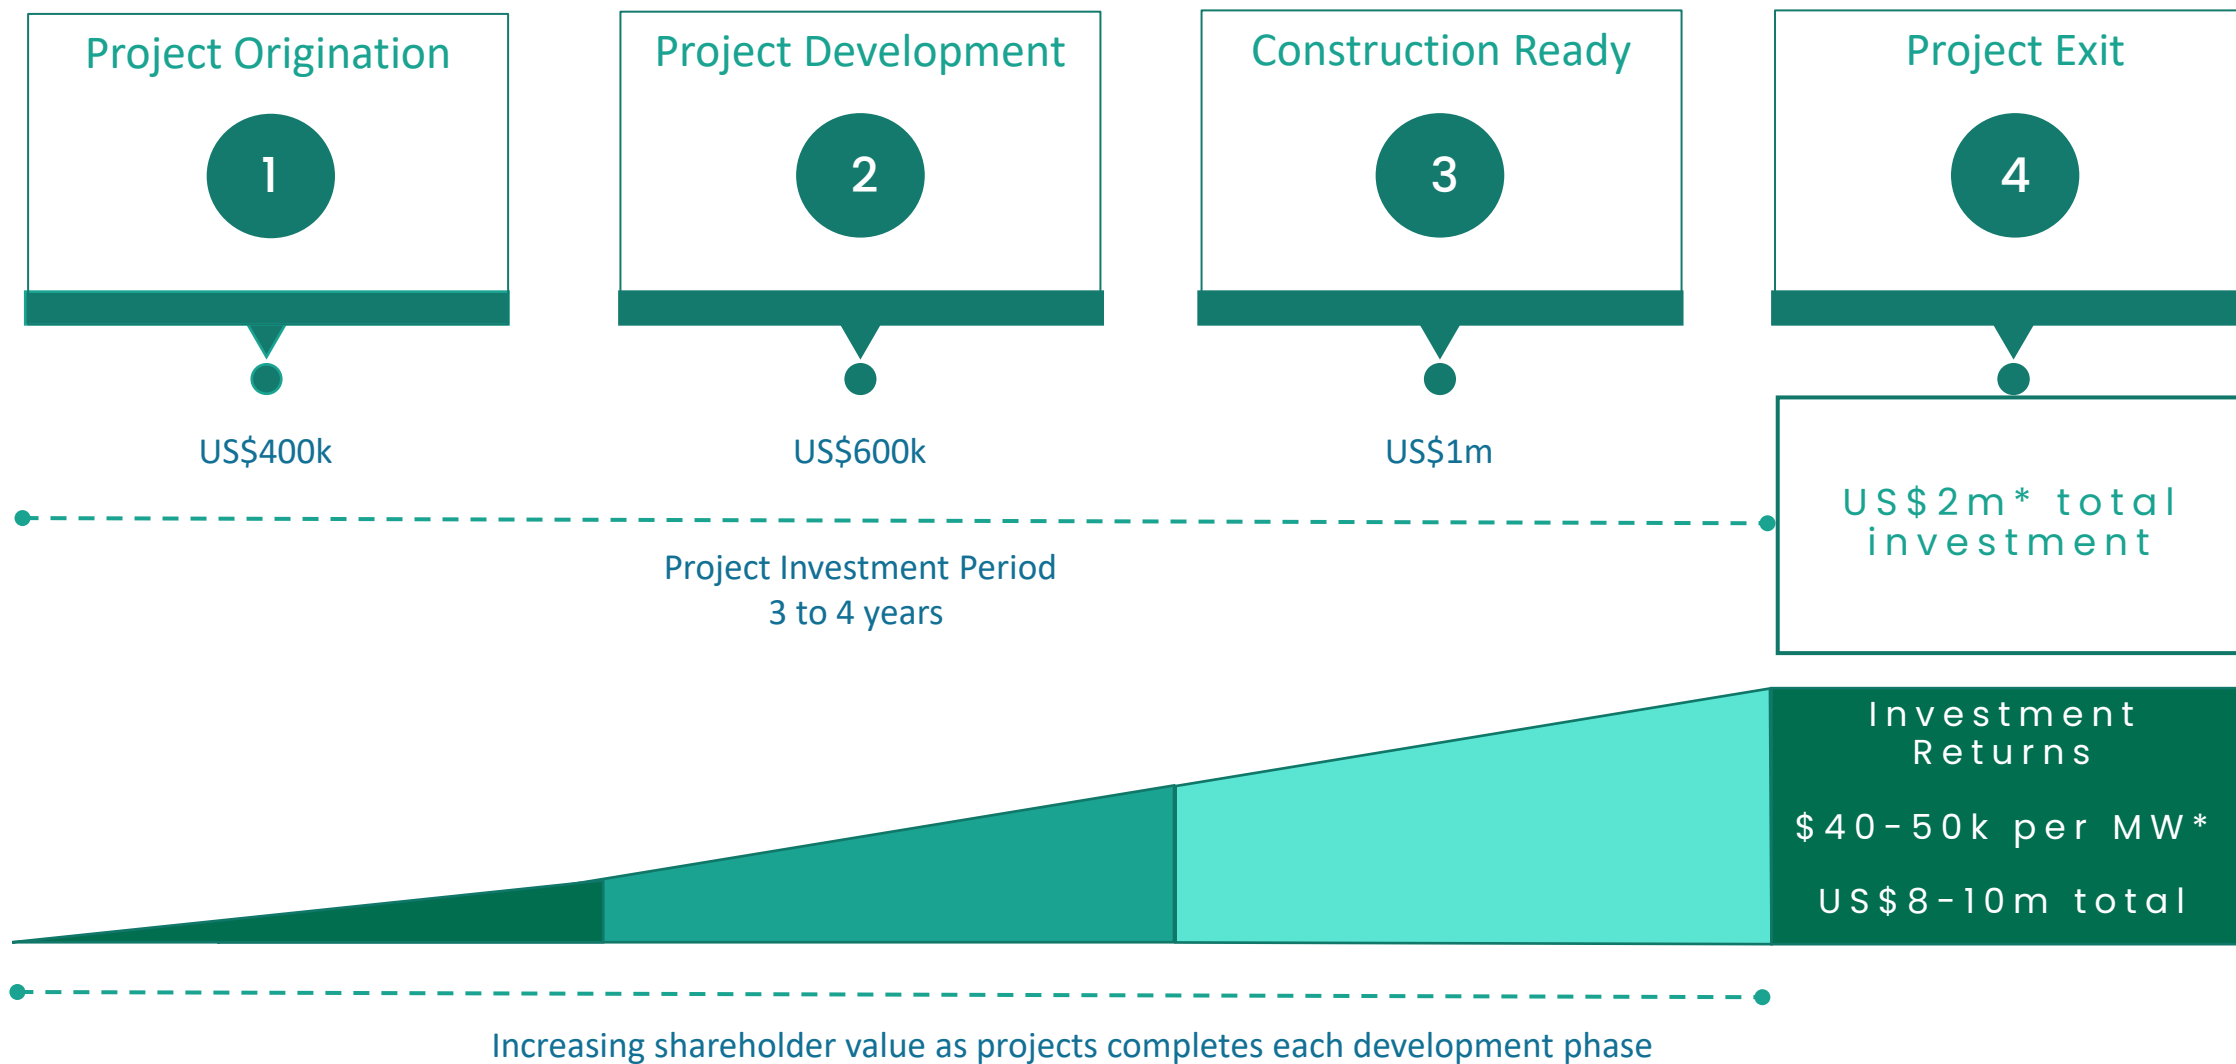 Project Origination
Project Development
Construction Ready
Project Exit
1
2
3
4
US$400k
US$600k
US$1m
US$2m* total
investment
Project Investment Period
3 to 4 years
Investment
Returns
$40-50k per MW*
US$8-10m total
Increasing shareholder value as projects completes each development phase